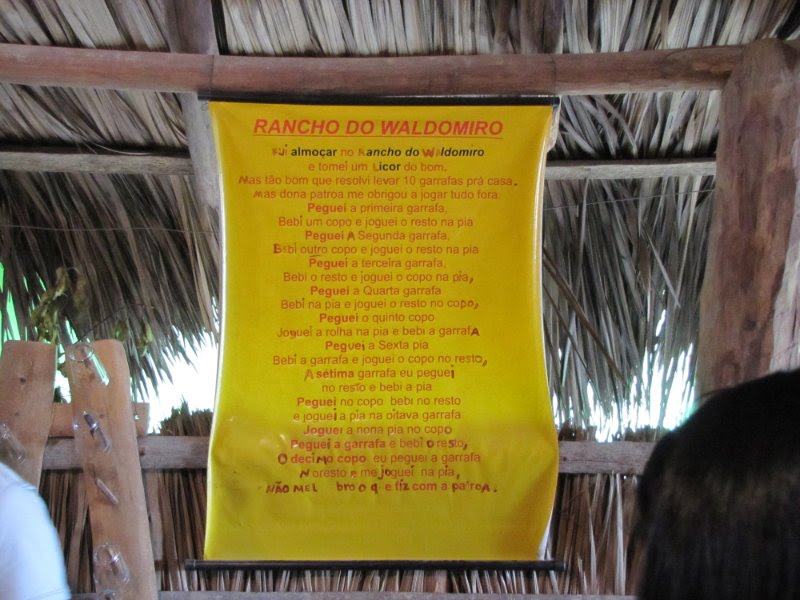 RANCHO DO WALDOMIRO
Fui almoçar no Rancho do WAldomiro
e tomei um Licor do bom.
Mas tão bom que resolvi levar 10 garrafas prá casa.
Mas dona patroa me obrigou a jogar tudo fora.
Peguei a primeira garrafa,
Bebi um copo e joguei o resto na pia
Peguei A Segunda garrafa,
Bebi outro copo e joguei o resto na pia
Peguei a terceira garrafa,
Bebi o resto e joguei o copo na pia,
Peguei a Quarta garrafa
Bebi na pia e joguei o resto no copo,
Peguei o quinto copo
Joguei a rolha na pia e bebi a garrafA
Peguei a Sexta pia
Bebi a garrafa e joguei o copo no resto,
A sétima garrafa eu peguei
no resto e bebi a pia
Peguei no copo bebi no resto
e joguei a pia na oitava garrafa
Joguei a nona pia no copo
Peguei a garrafa e bebi o resto,
O decimo copo eu peguei a garrafa
No resto e me joguei na pia,
NÃO ME L bro O q e fiz com a patroA.